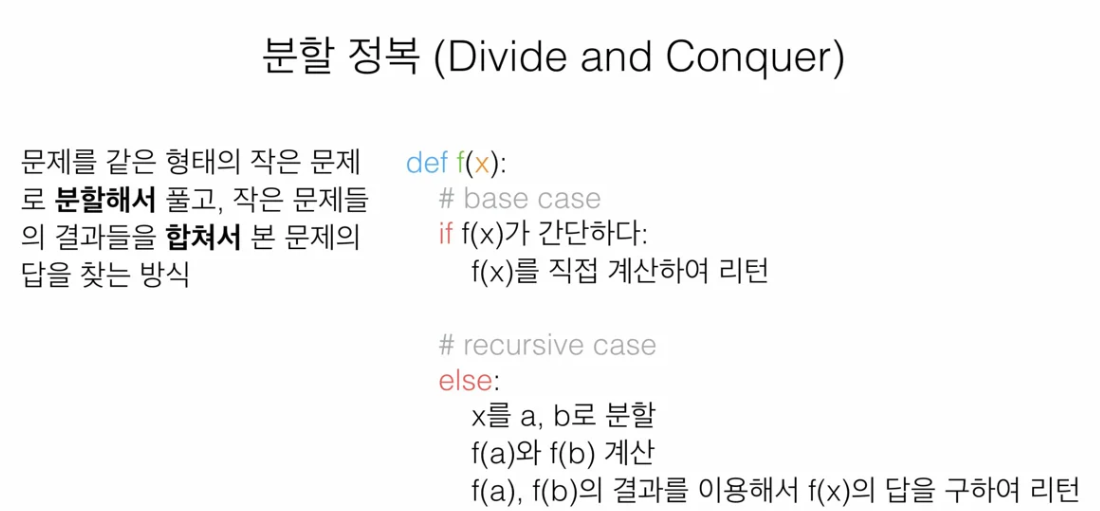 분할 정복 (Divide and Conquer)
문제를 같은 형태의 작은 문제
로 분할해서 풀고, 작은 문제들
의 결과들을 합쳐서 본 문제의
답을 찾는 방식
def f(x):
# base case
if f(x)가 간단하다:
f(x)를 직접 계산하여 리턴
# recursive case
else:
x를 a, b로 분할
f(a)와 f(b) 계산
f(a), f(b)의 결과를 이용해서 f(x)의 답을 구하여 리턴